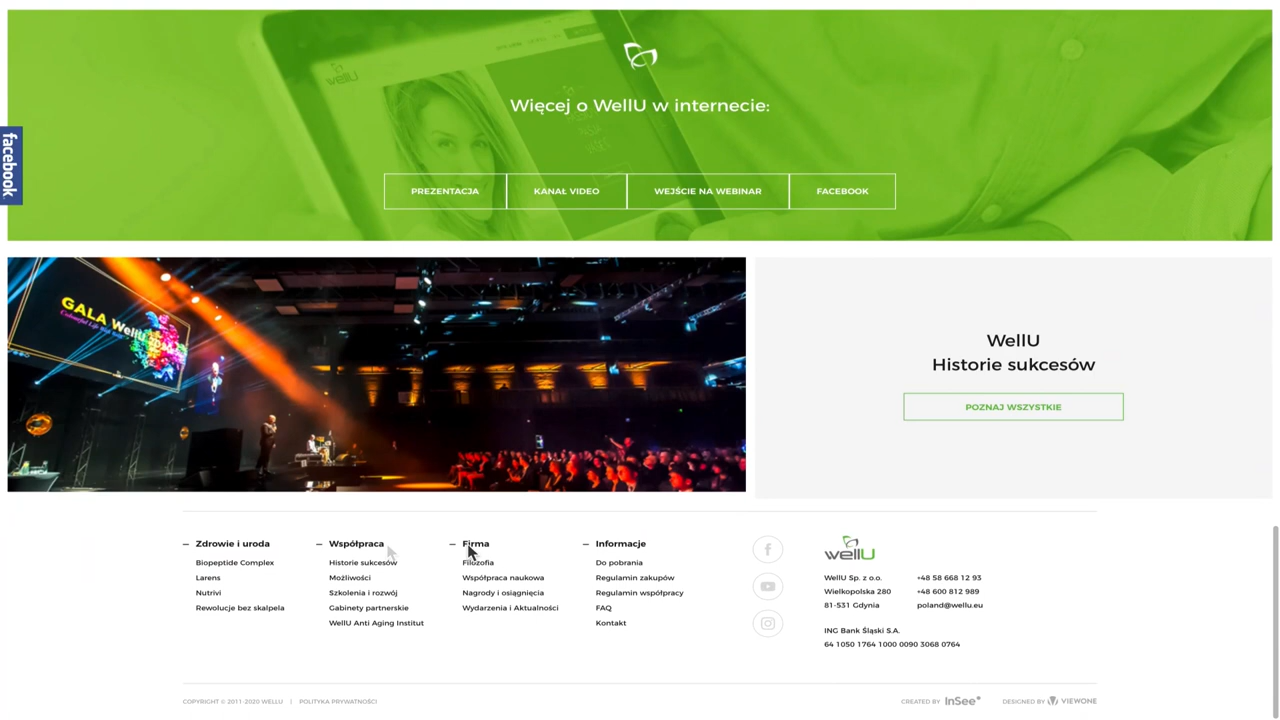 wellU
Więcej o WellU w internecie:
facebook
PREZENTACJA
KANAŁ VIDEO
WEJŚCIE NA WEBINAR
FACEBOOK
GALA WellU
WellU
Historie sukcesów
POZNAJ WSZYSTKIE
– Zdrowie i uroda
Biopeptide Complex
Larens
Nutrivi
Rewolucje bez skalpela
– Współpraca
Historie sukcesów
Możliwości
Szkolenia i rozwój
Gabinety partnerskie
WellU Anti Aging Institut
– Firma
Filozofia
Współpraca naukowa
Nagrody i osiągnięcia
Wydarzenia i Aktualności
– Informacje
Do pobrania
Regulamin zakupów
Regulamin współpracy
FAQ
Kontakt
wellU
WellU Sp. z o.o.
Wielkopolska 280
81-531 Gdynia
+48 58 668 12 93
+48 600 812 989
poland@wellu.eu
ING Bank Śląski S.A.
64 1050 1764 1000 0090 3068 0764
COPYRIGHT © 2011-2020 WELLU | POLITYKA PRYWATNOŚCI
CREATED BY InSee
DESIGNED BY VIEWONE